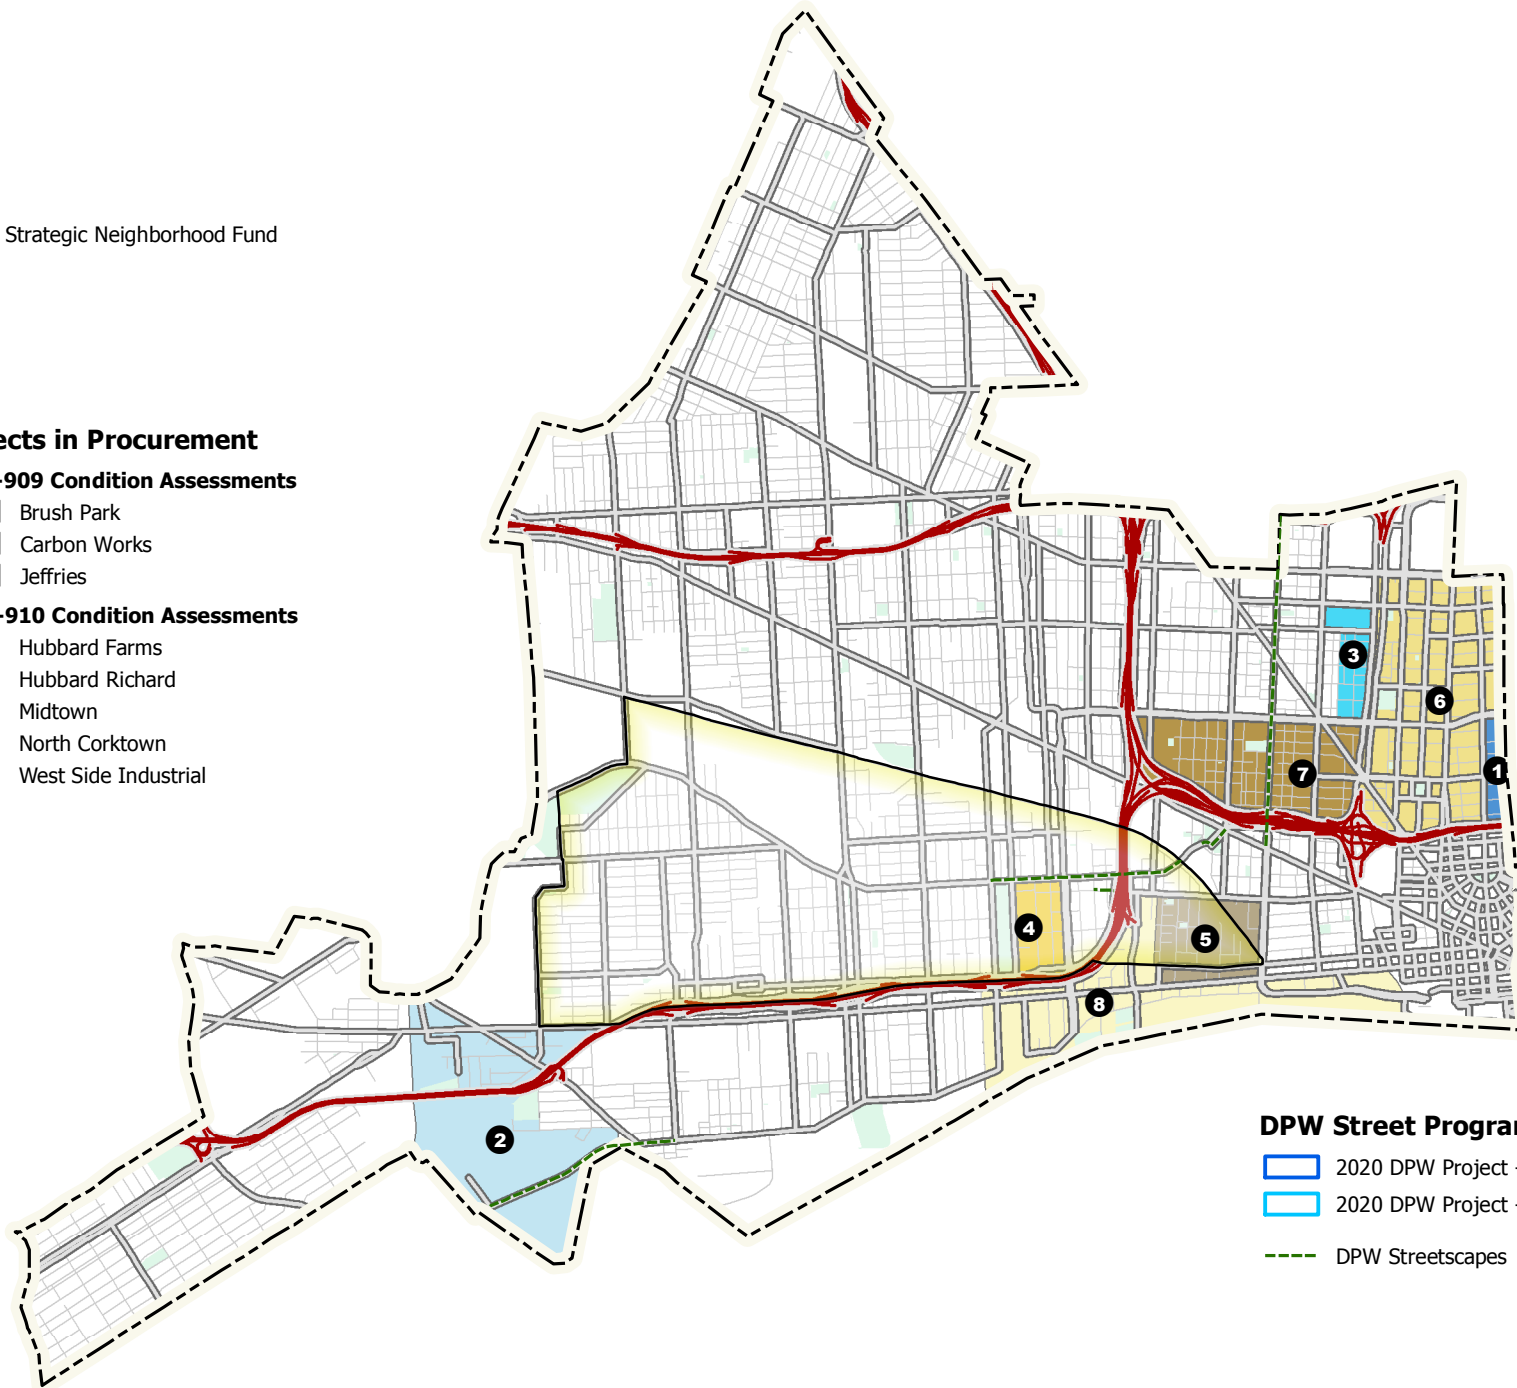 Strategic Neighborhood Fund
ects in Procurement
-909 Condition Assessments
Brush Park
Carbon Works
Jeffries
-910 Condition Assessments
Hubbard Farms
Hubbard Richard
Midtown
North Corktown
West Side Industrial
3
6
7
1
4
5
8
2
DPW Street Progra
2020 DPW Project -
2020 DPW Project -
DPW Streetscapes